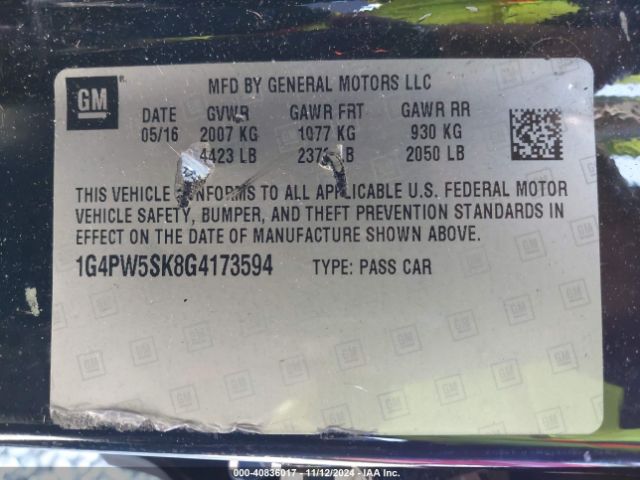 GM
MFD BY GENERAL MOTORS LLC
DATE GVWR GAWR FRT GAWR RR
05/16 2007 KG 1077 KG 930 KG
4423 LB 2050 LB
THIS VEHICLE CONFORMS TO ALL APPLICABLE U.S. FEDERAL MOTOR
VEHICLE SAFETY, BUMPER, AND THEFT PREVENTION STANDARDS IN
EFFECT ON THE DATE OF MANUFACTURE SHOWN ABOVE.
1G4PW5SK8G4173594 TYPE: PASS CAR
000-40836017 - 11/12/2024 - IAA Inc.